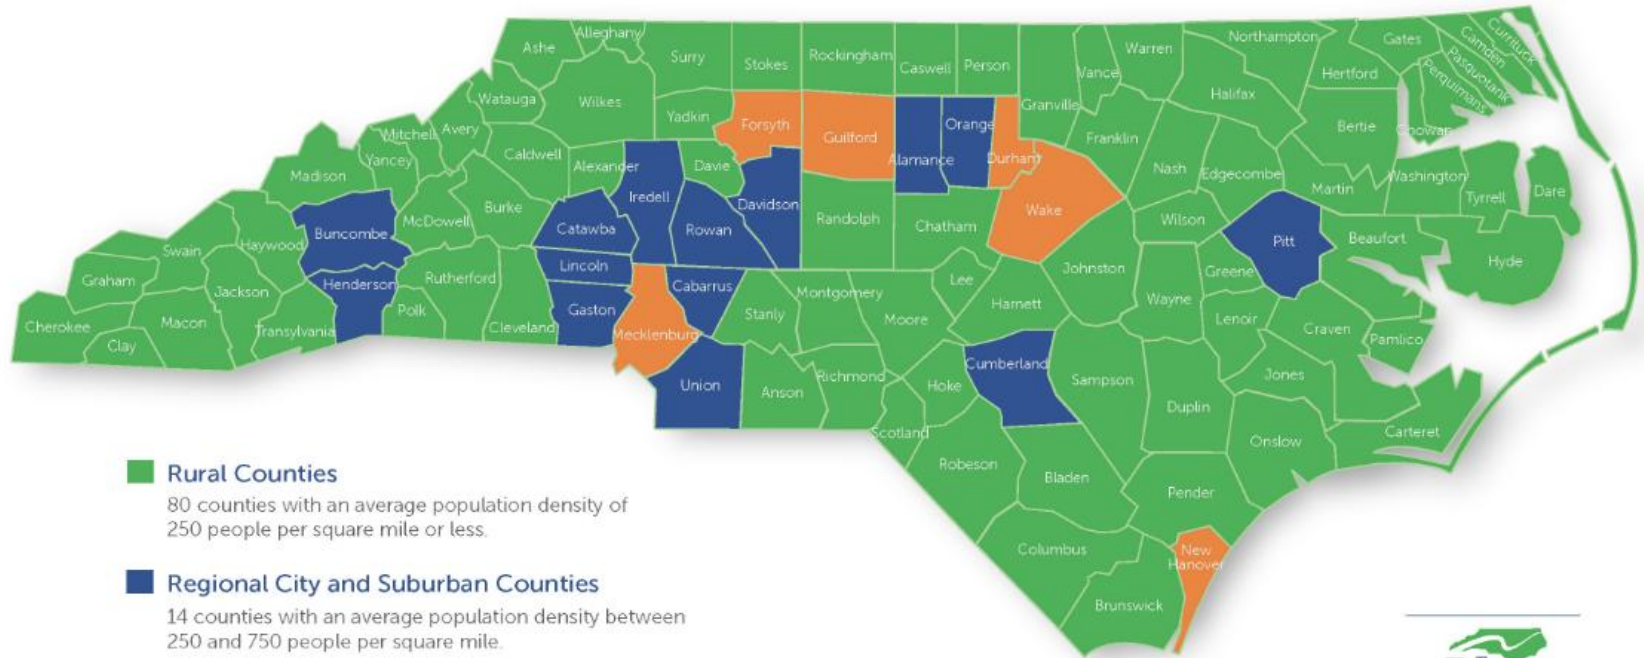 Alleghany
Ashe
Surry
Stokes
Rockingham
Caswell
Person
Vance
Warren
Northampton
Gates
Currituck
Camden
Pasquotank
Perquimans
Hertford
Watauga
Wilkes
Granville
Halifax
Yadkin
Forsyth
Guilford
Orange
Franklin
Bertie
Chowan
Mitchell
Avery
Yancey
Caldwell
Alexander
Davie
Alamance
Durham
Nash
Edgecombe
Madison
Martin
Washington
Tyrrell
Dare
Iredell
Davidson
Burke
McDowell
Catawba
Rowan
Randolph
Chatham
Wake
Wilson
Buncombe
Swain
Haywood
Pitt
Beaufort
Hyde
Graham
Jackson
Henderson
Rutherford
Lincoln
Cabarrus
Montgomery
Lee
Johnston
Greene
Cherokee
Macon
Transylvania
Polk
Cleveland
Gaston
Mecklenburg
Stanly
Moore
Harnett
Wayne
Lenoir
Craven
Pamlico
Clay
Union
Anson
Richmond
Hoke
Cumberland
Sampson
Jones
Duplin
Scotland
Onslow
Carteret
Robeson
Bladen
Pender
Columbus
New
Hanover
Brunswick
Rural Counties
80 counties with an average population density of
250 people per square mile or less.
Regional City and Suburban Counties
14 counties with an average population density between
250 and 750 people per square mile.